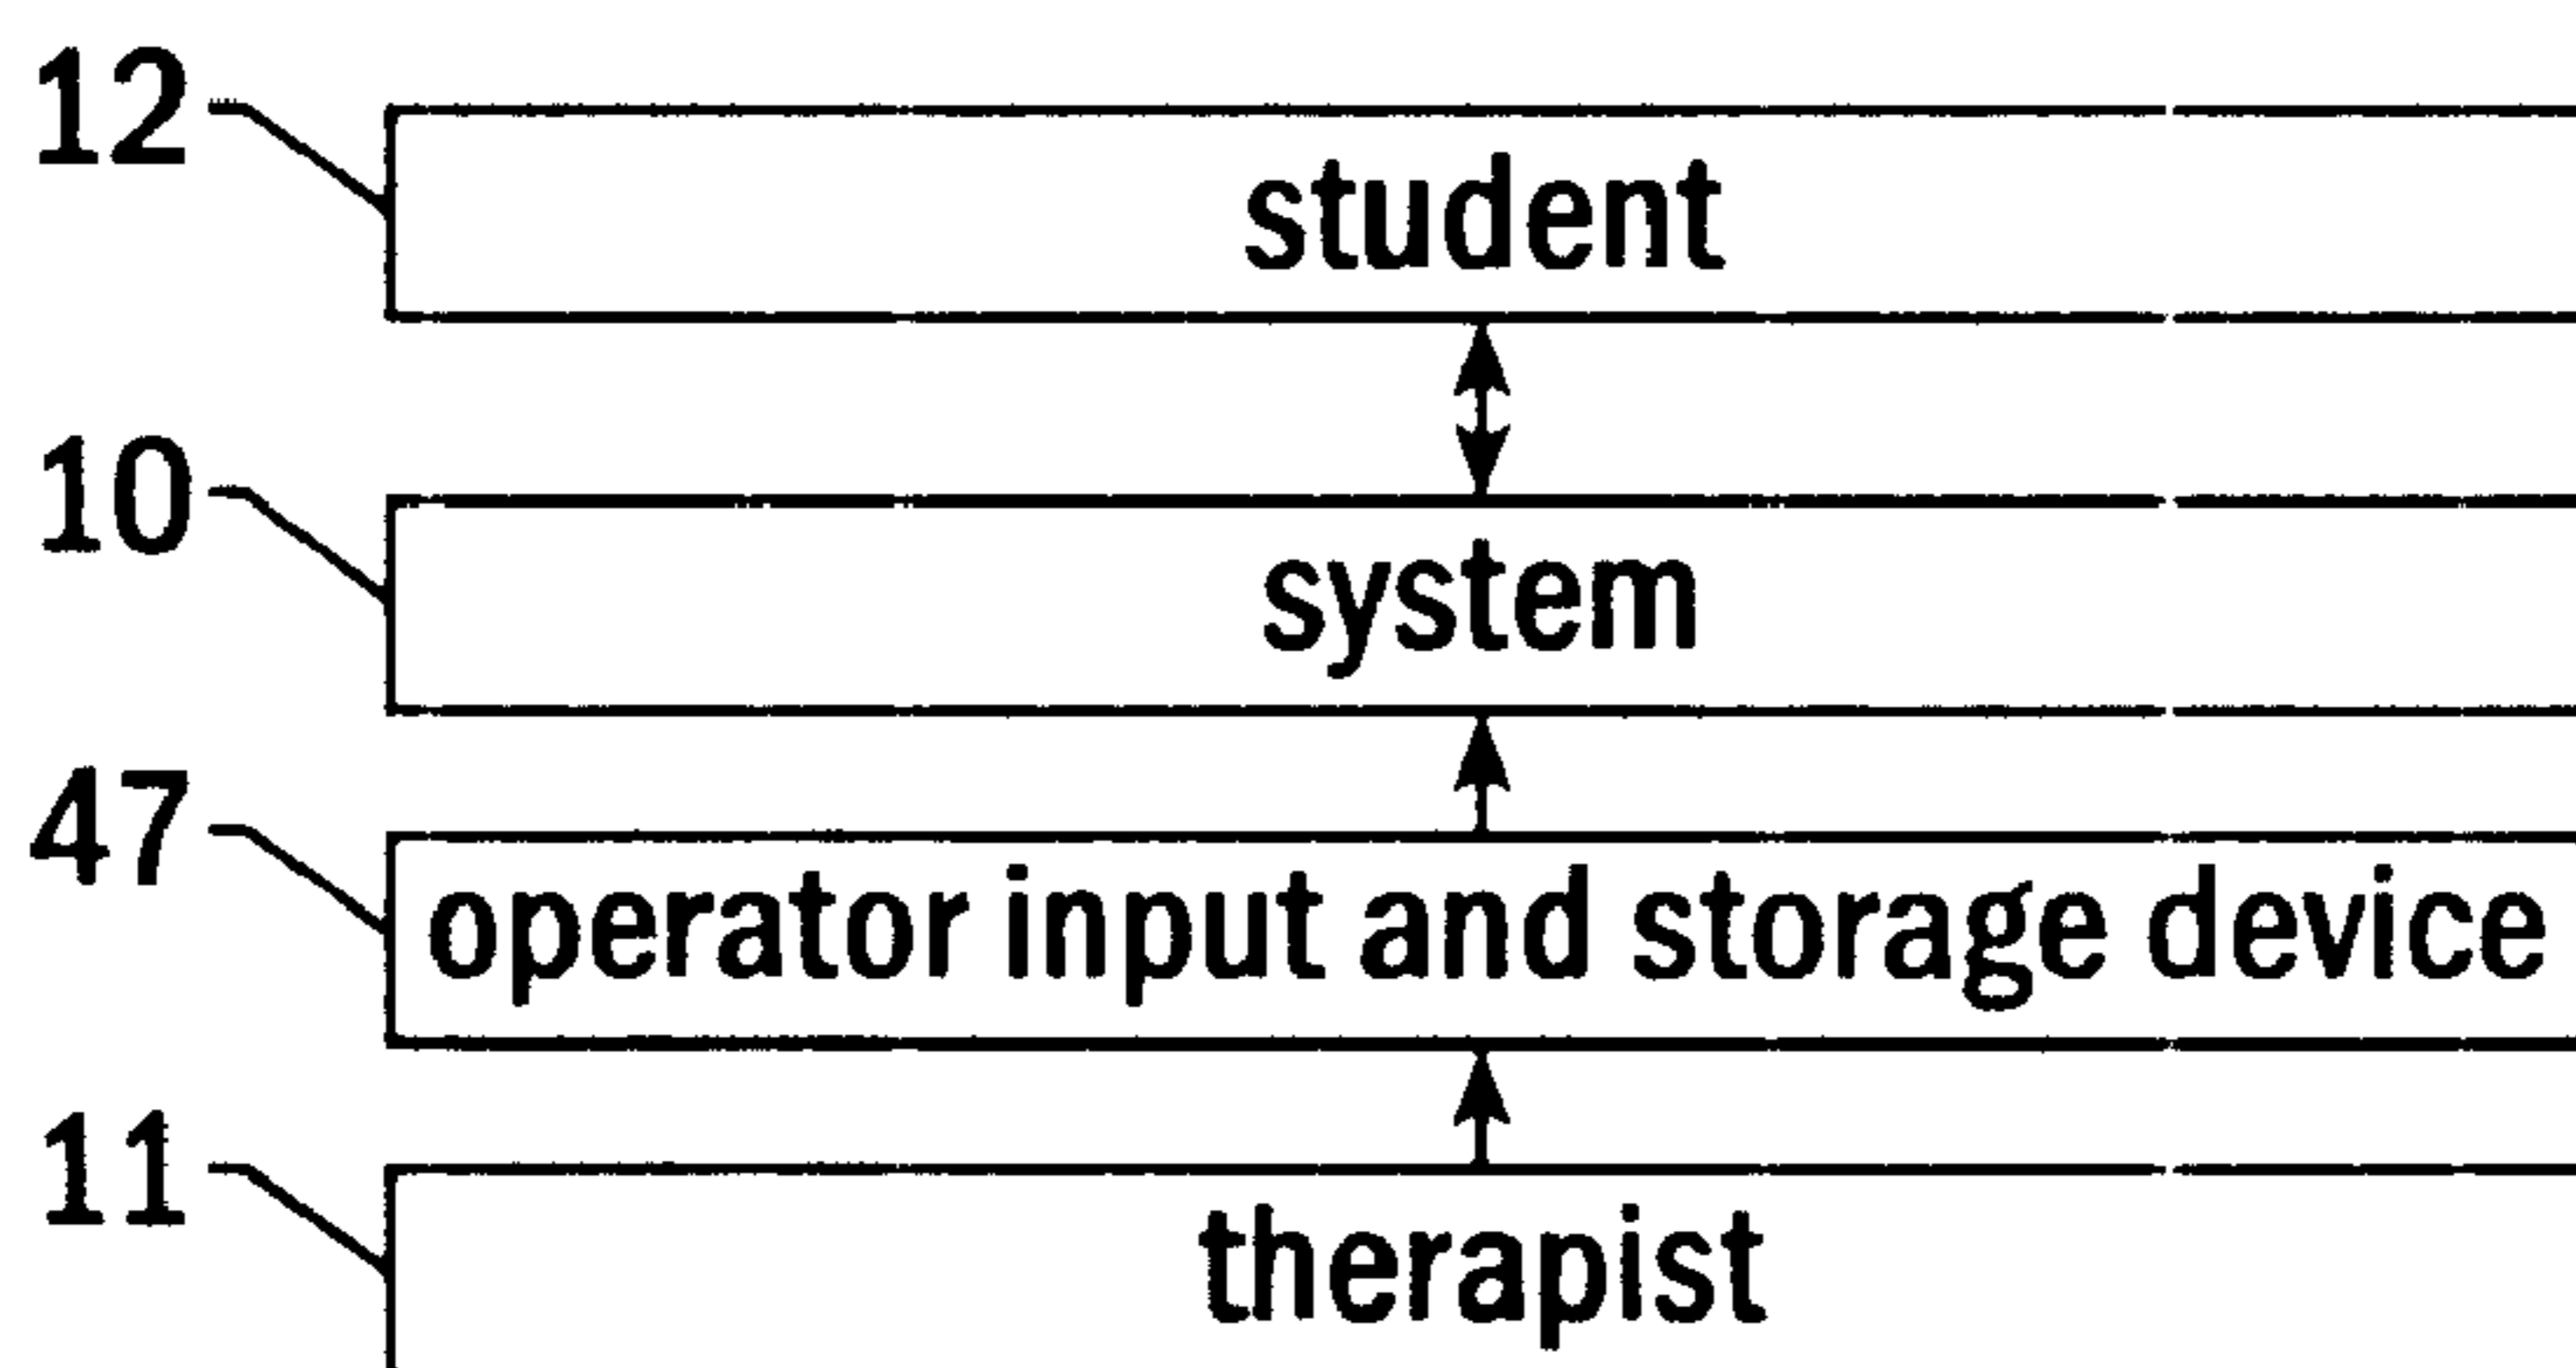 12
student
10
system
47
operator input and storage device
11
therapist